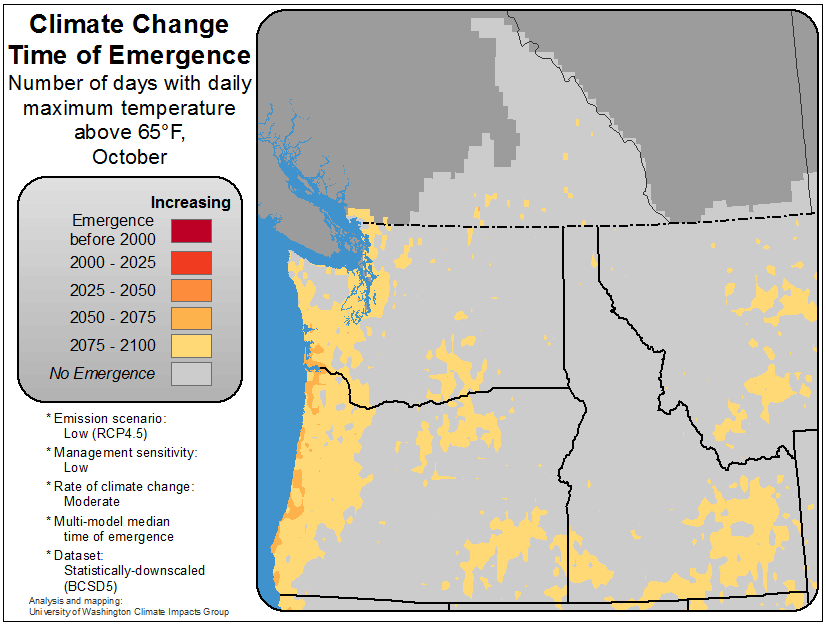 Climate Change
Time of Emergence
Number of days with daily
maximum temperature
above 65°F,
October
Increasing
Emergence
before 2000
2000 - 2025
2025 - 2050
2050 - 2075
2075 - 2100
No Emergence
* Emission scenario:
Low (RCP4.5)
* Management sensitivity:
Low
* Rate of climate change:
Moderate
* Multi-model median
time of emergence
* Dataset:
Statistically-downscaled
(BCSD5)
Analysis and mapping:
University of Washington Climate Impacts Group